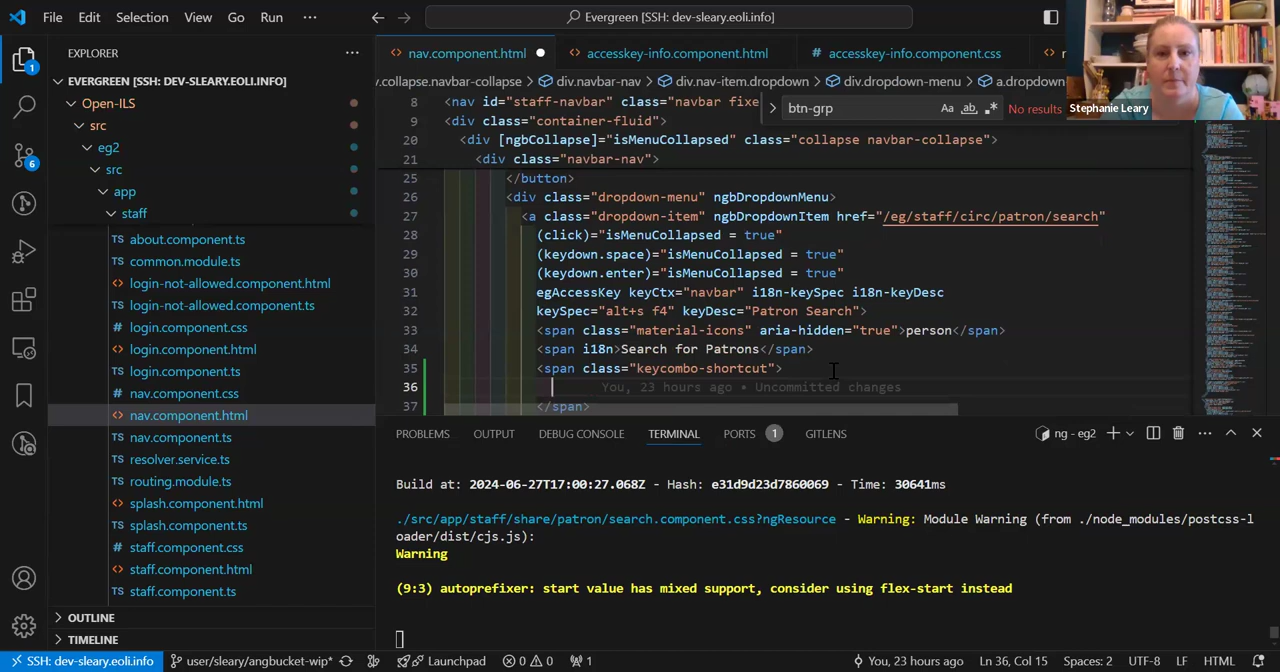 File Edit Selection View Go Run ··· Evergreen [SSH: dev-sleary.eoli.info]
EXPLORER ···
EVERGREEN [SSH: DEV-SLEARY.EOLI.INFO]
Open-ILS
src
eg2
src
app
staff
TS about.component.ts
TS common.module.ts
<> login-not-allowed.component.html
TS login-not-allowed.component.ts
# login.component.css
<> login.component.html
TS login.component.ts
# nav.component.css
<> nav.component.html
TS nav.component.ts
TS resolver.service.ts
TS routing.module.ts
<> splash.component.html
TS splash.component.ts
# staff.component.css
<> staff.component.html
TS staff.component.ts
OUTLINE
TIMELINE
<> nav.component.html <> accesskey-info.component.html # accesskey-info.component.css <>
v.collapse.navbar-collapse > div.navbar-nav > div.nav-item.dropdown > div.dropdown-menu > a.dropdown
btn-grp Aa ab .* No results
Stephanie Leary
8 <nav id="staff-navbar" class="navbar fixe
9 <div class="container-fluid">
20 <div [ngbCollapse]="isMenuCollapsed" class="collapse navbar-collapse">
21 <div class="navbar-nav">
25 </button>
26 <div class="dropdown-menu" ngbDropdownMenu>
27 <a class="dropdown-item" ngbDropdownItem href="/eg/staff/circ/patron/search"
28 (click)="isMenuCollapsed = true"
29 (keydown.space)="isMenuCollapsed = true"
30 (keydown.enter)="isMenuCollapsed = true"
31 egAccessKey keyCtx="navbar" i18n-keySpec i18n-keyDesc
32 keySpec="alt+s f4" keyDesc="Patron Search">
33 <span class="material-icons" aria-hidden="true">person</span>
34 <span i18n>Search for Patrons</span>
35 <span class="keycombo-shortcut">
36 You, 23 hours ago • Uncommitted changes
37 </span>
PROBLEMS OUTPUT DEBUG CONSOLE TERMINAL PORTS 1 GITLENS ng - eg2
Build at: 2024-06-27T17:00:27.068Z - Hash: e31d9d23d7860069 - Time: 30641ms
./src/app/staff/share/patron/search.component.css?ngResource - Warning: Module Warning (from ./node_modules/postcss-l
oader/dist/cjs.js):
Warning
(9:3) autoprefixer: start value has mixed support, consider using flex-start instead
SSH: dev-sleary.eoli.info user/sleary/angbucket-wip* Launchpad 0 0 1 You, 23 hours ago Ln 36, Col 15 Spaces: 2 UTF-8 LF HTML